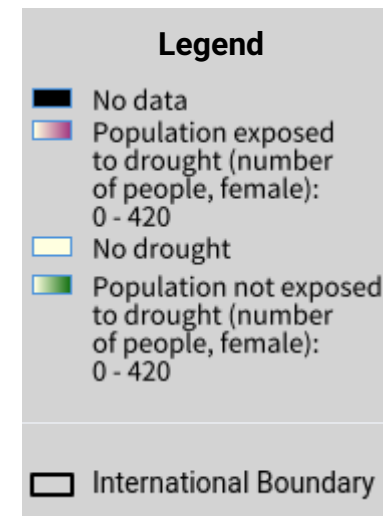 Legend
No data
Population exposed
to drought (number
of people, female):
0 - 420
No drought
Population not exposed
to drought (number
of people, female):
0 - 420
International Boundary